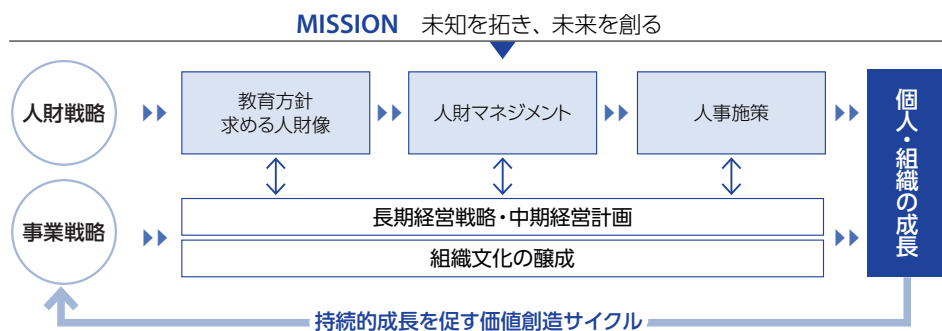 MISSION 未知を拓き、未来を創る
人財戦略
教育方針
求める人財像
人財マネジメント
人事施策
事業戦略
長期経営戦略・中期経営計画
組織文化の醸成
個人・組織の成長
持続的成長を促す価値創造サイクル